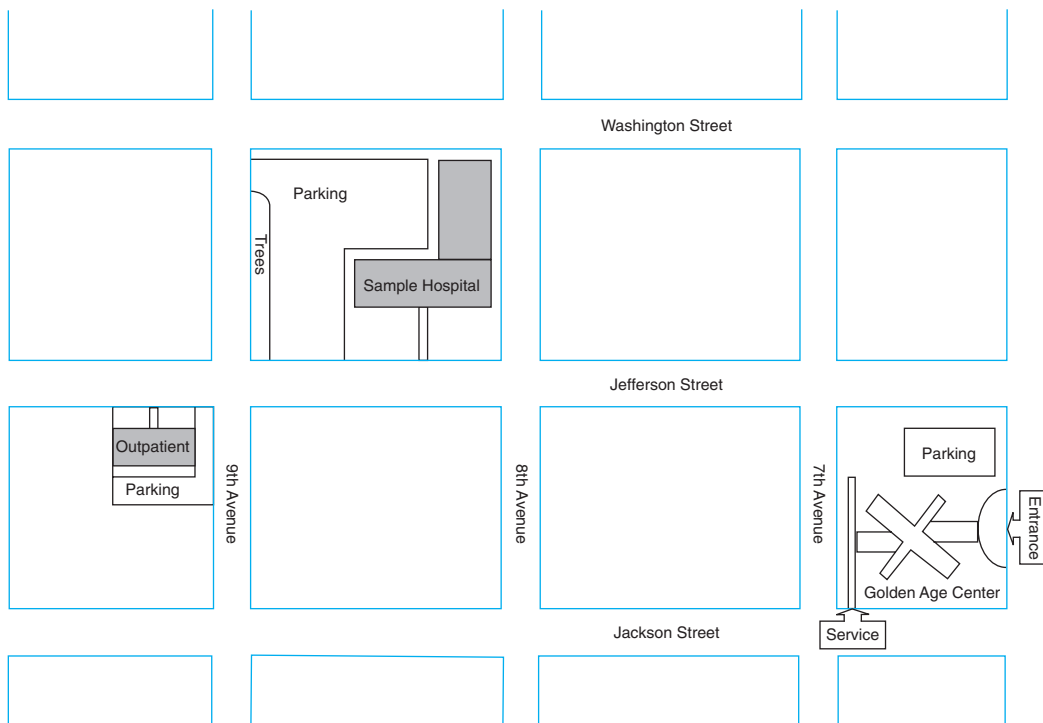 Washington Street
Parking
Trees
Sample Hospital
Jefferson Street
Outpatient
Parking
9th Avenue
8th Avenue
7th Avenue
Parking
Entrance
Golden Age Center
Jackson Street
Service